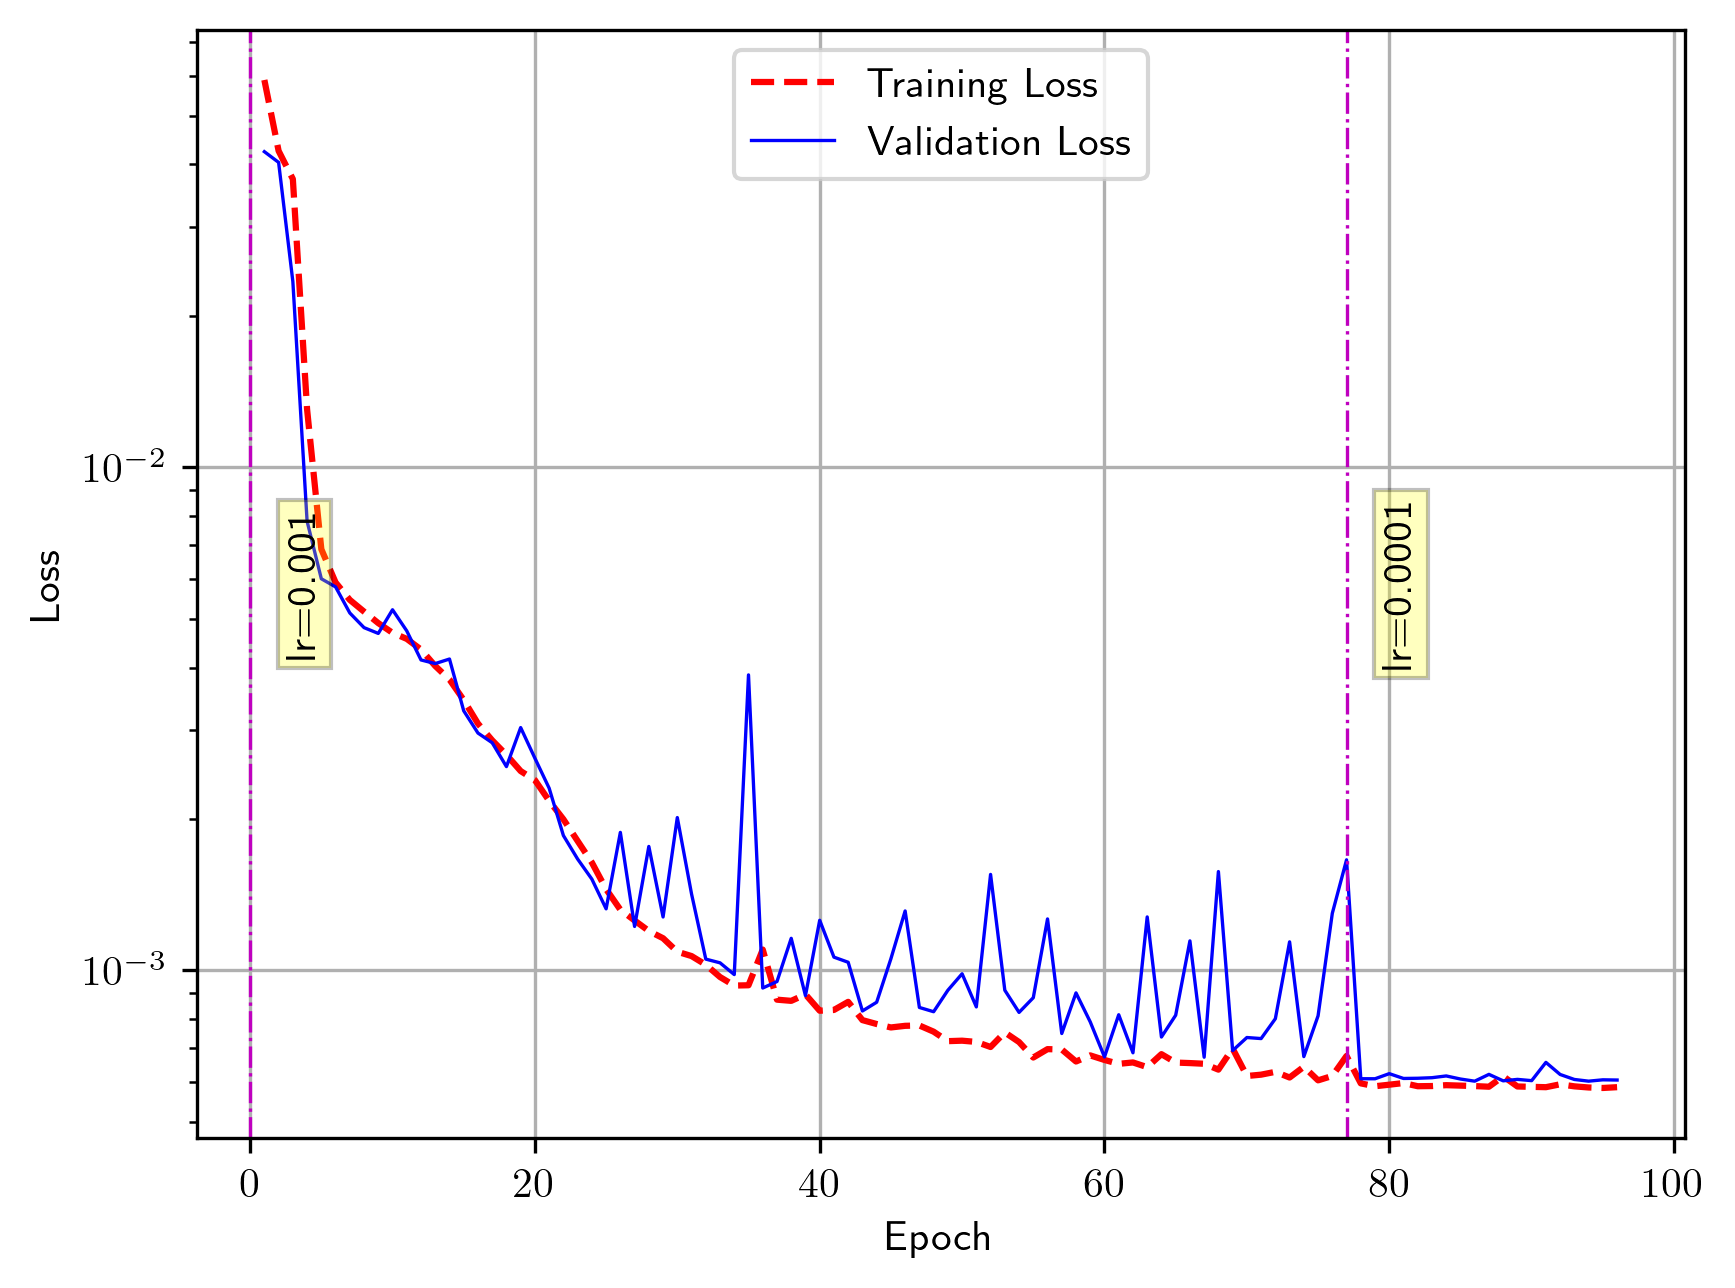 Training Loss
Validation Loss
10⁻²
10⁻³
Loss
lr=0.001
lr=0.0001
0
20
40
60
80
100
Epoch